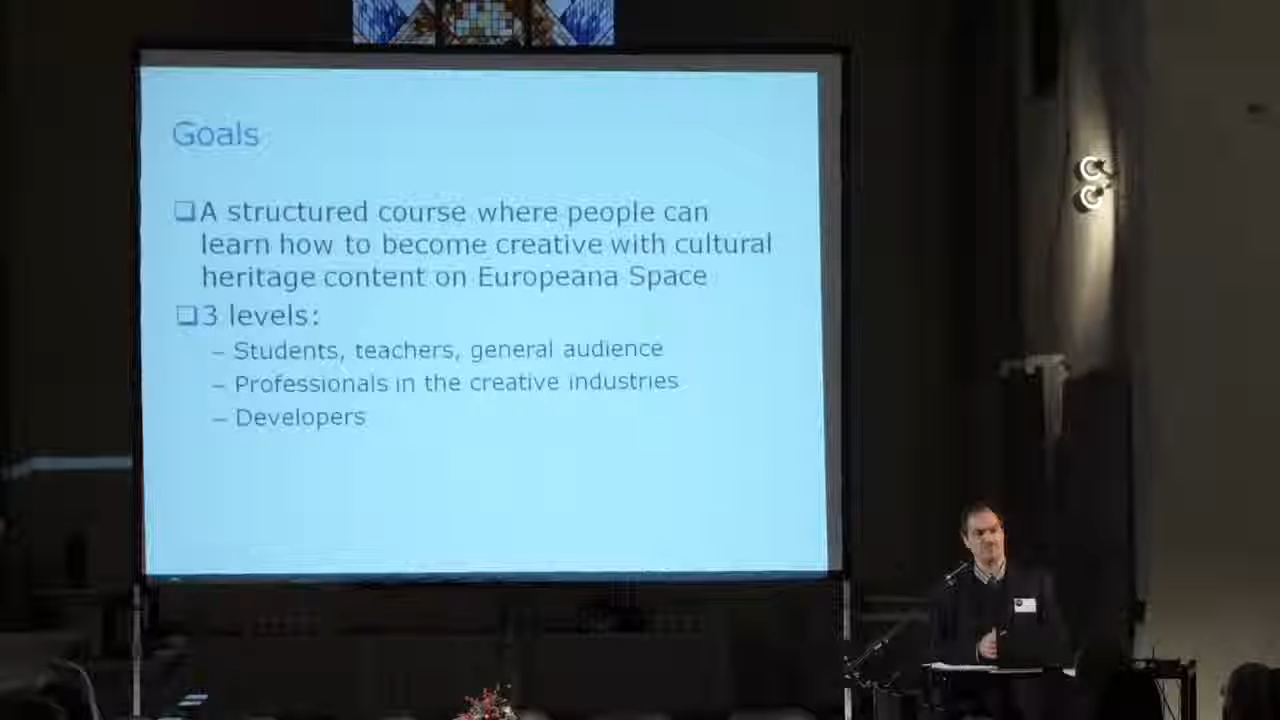 Goals
❑A structured course where people can
learn how to become creative with cultural
heritage content on Europeana Space
❑3 levels:
– Students, teachers, general audience
– Professionals in the creative industries
– Developers